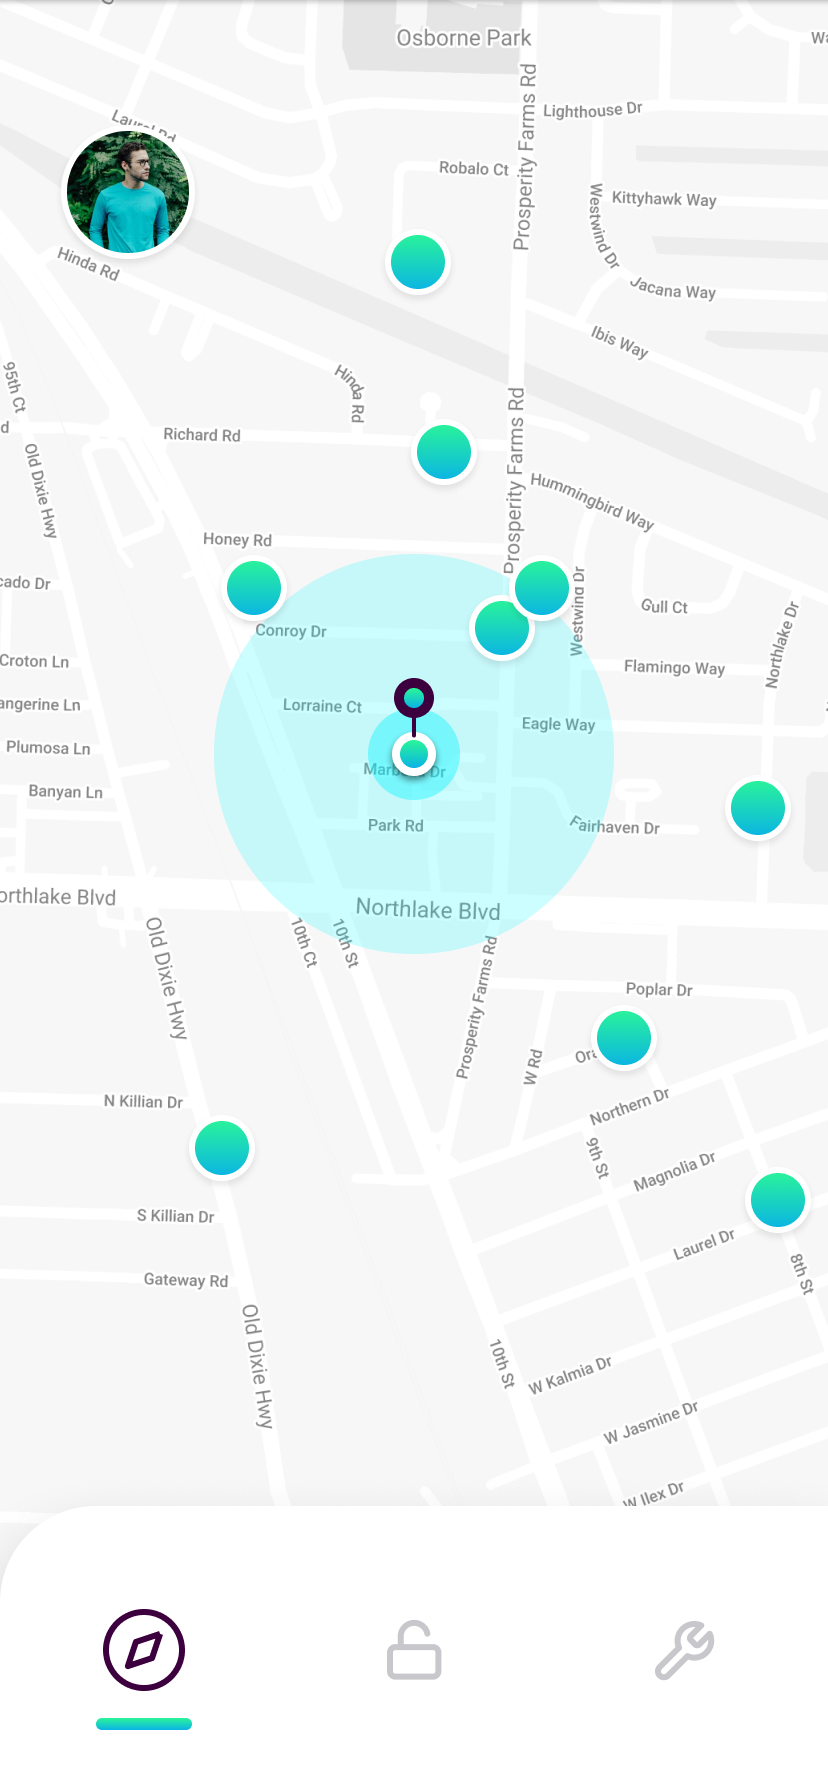 Osborne Park
Lighthouse Dr
Laurel Rd
Prosperity Farms Rd
Robalo Ct
Kittyhawk Way
Westwind Dr
Hinda Rd
Jacana Way
Ibis Way
95th Ct
Hinda Rd
Richard Rd
Prosperity Farms Rd
Old Dixie Hwy
Hummingbird Way
Honey Rd
cado Dr
Westwind Dr
Gull Ct
Northlake Dr
Conroy Dr
Croton Ln
Flamingo Way
angerine Ln
Lorraine Ct
Eagle Way
Plumosa Ln
Banyan Ln
Park Rd
Fairhaven Dr
orthlake Blvd
Northlake Blvd
Old Dixie Hwy
10th Ct
10th St
Prosperity Farms Rd
Poplar Dr
W Rd
Ora
N Killian Dr
Northern Dr
9th St
Magnolia Dr
S Killian Dr
Laurel Dr
Gateway Rd
8th St
Old Dixie Hwy
10th St
W Kalmia Dr
W Jasmine Dr
W Ilex Dr